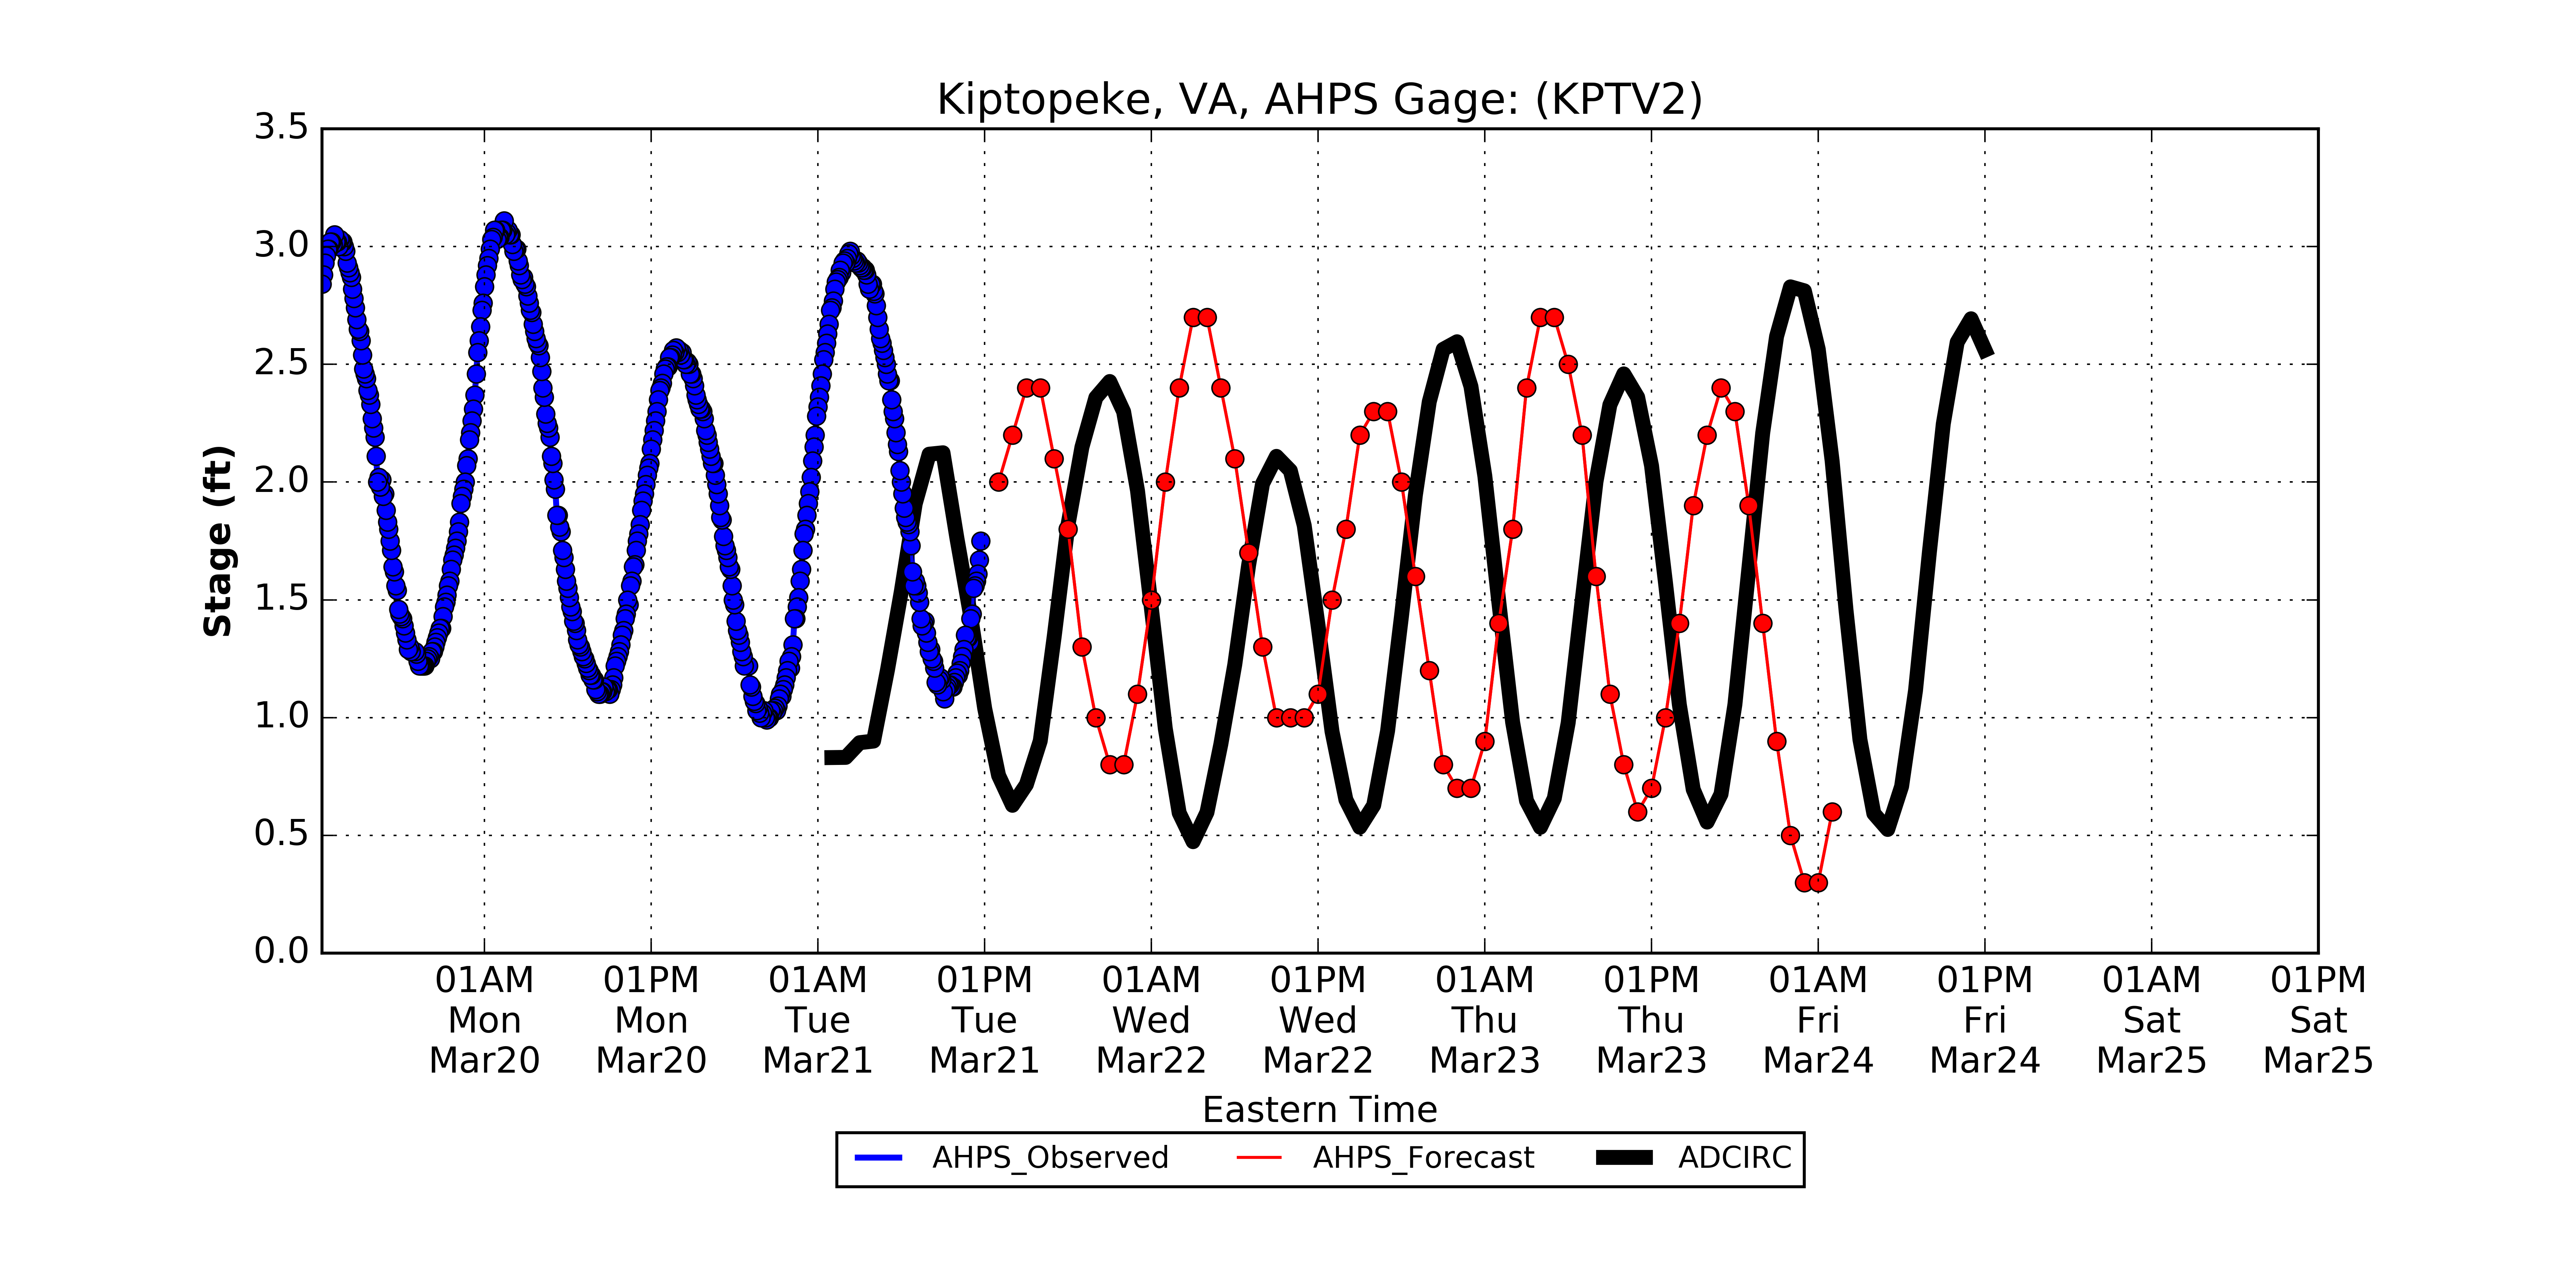 Kiptopeke, VA, AHPS Gage: (KPTV2)
3.5
3.0
2.5
2.0
1.5
1.0
0.5
0.0
Stage (ft)
01AM 01PM 01AM 01PM 01AM 01PM 01AM 01PM 01AM 01PM 01AM 01PM
Mon Mon Tue Tue Wed Wed Thu Thu Fri Fri Sat Sat
Mar20 Mar20 Mar21 Mar21 Mar22 Mar22 Mar23 Mar23 Mar24 Mar24 Mar25 Mar25
Eastern Time
AHPS_Observed AHPS_Forecast ADCIRC